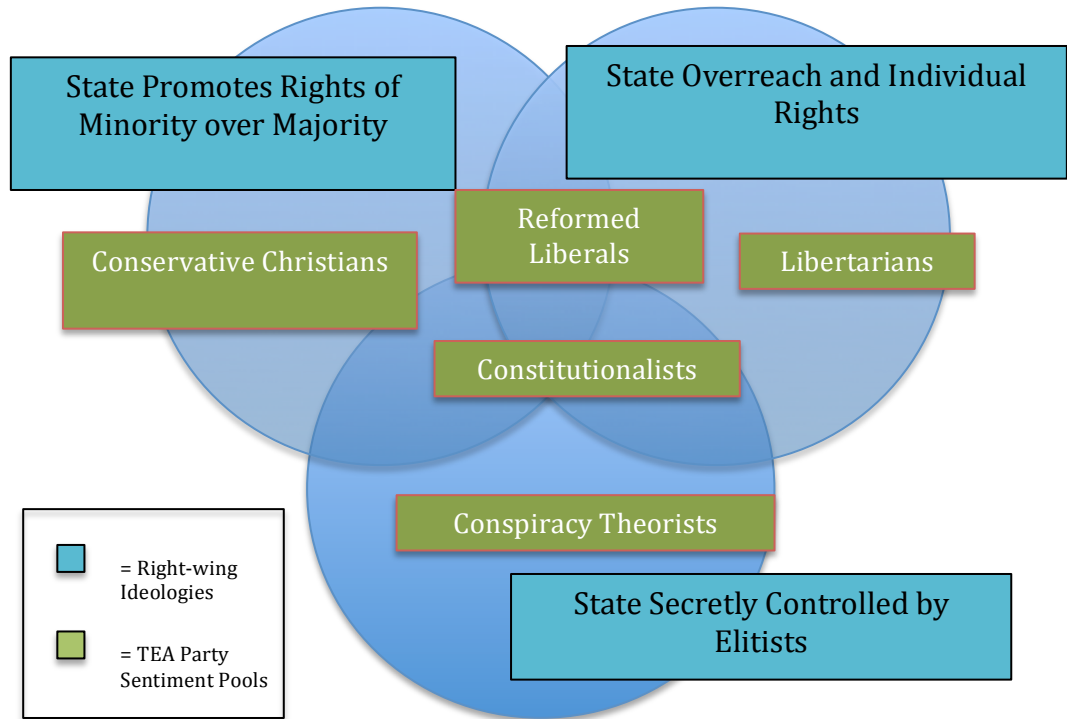 State Promotes Rights of
Minority over Majority
State Overreach and Individual
Rights
Reformed
Liberals
Conservative Christians
Libertarians
Constitutionalists
Conspiracy Theorists
State Secretly Controlled by
Elitists
= Right-wing
Ideologies
= TEA Party
Sentiment Pools